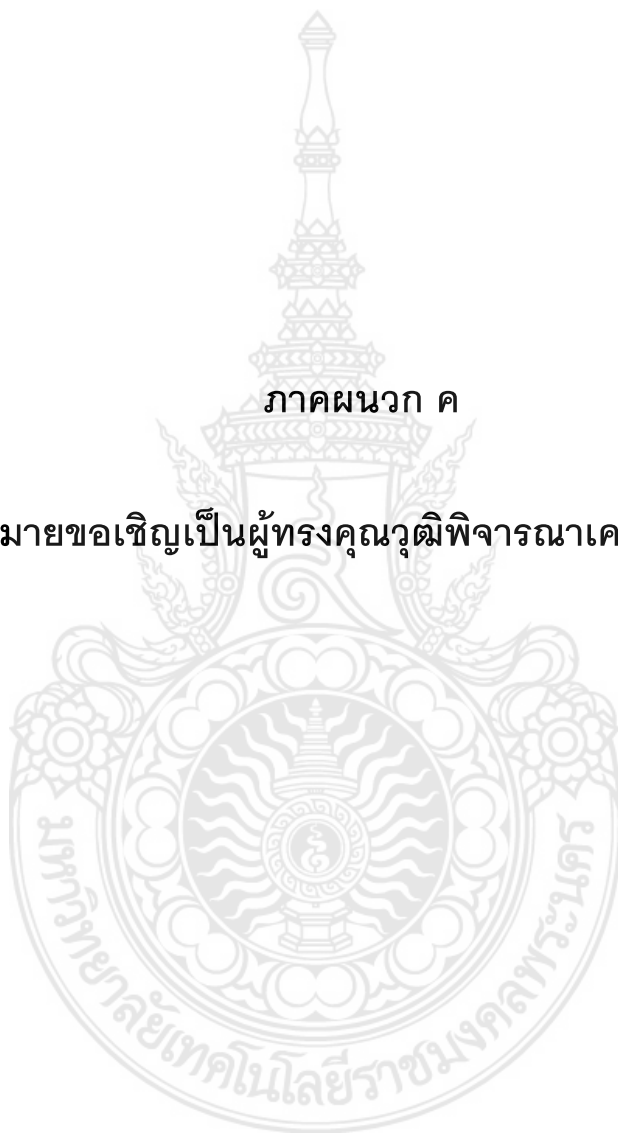 ภาคผนวก ค
มายขอเชิญเป็นผู้ทรงคุณวุฒิพิจารณาเค
มหาวิทยาลัยเทคโนโลยีราชมงคลพระนคร